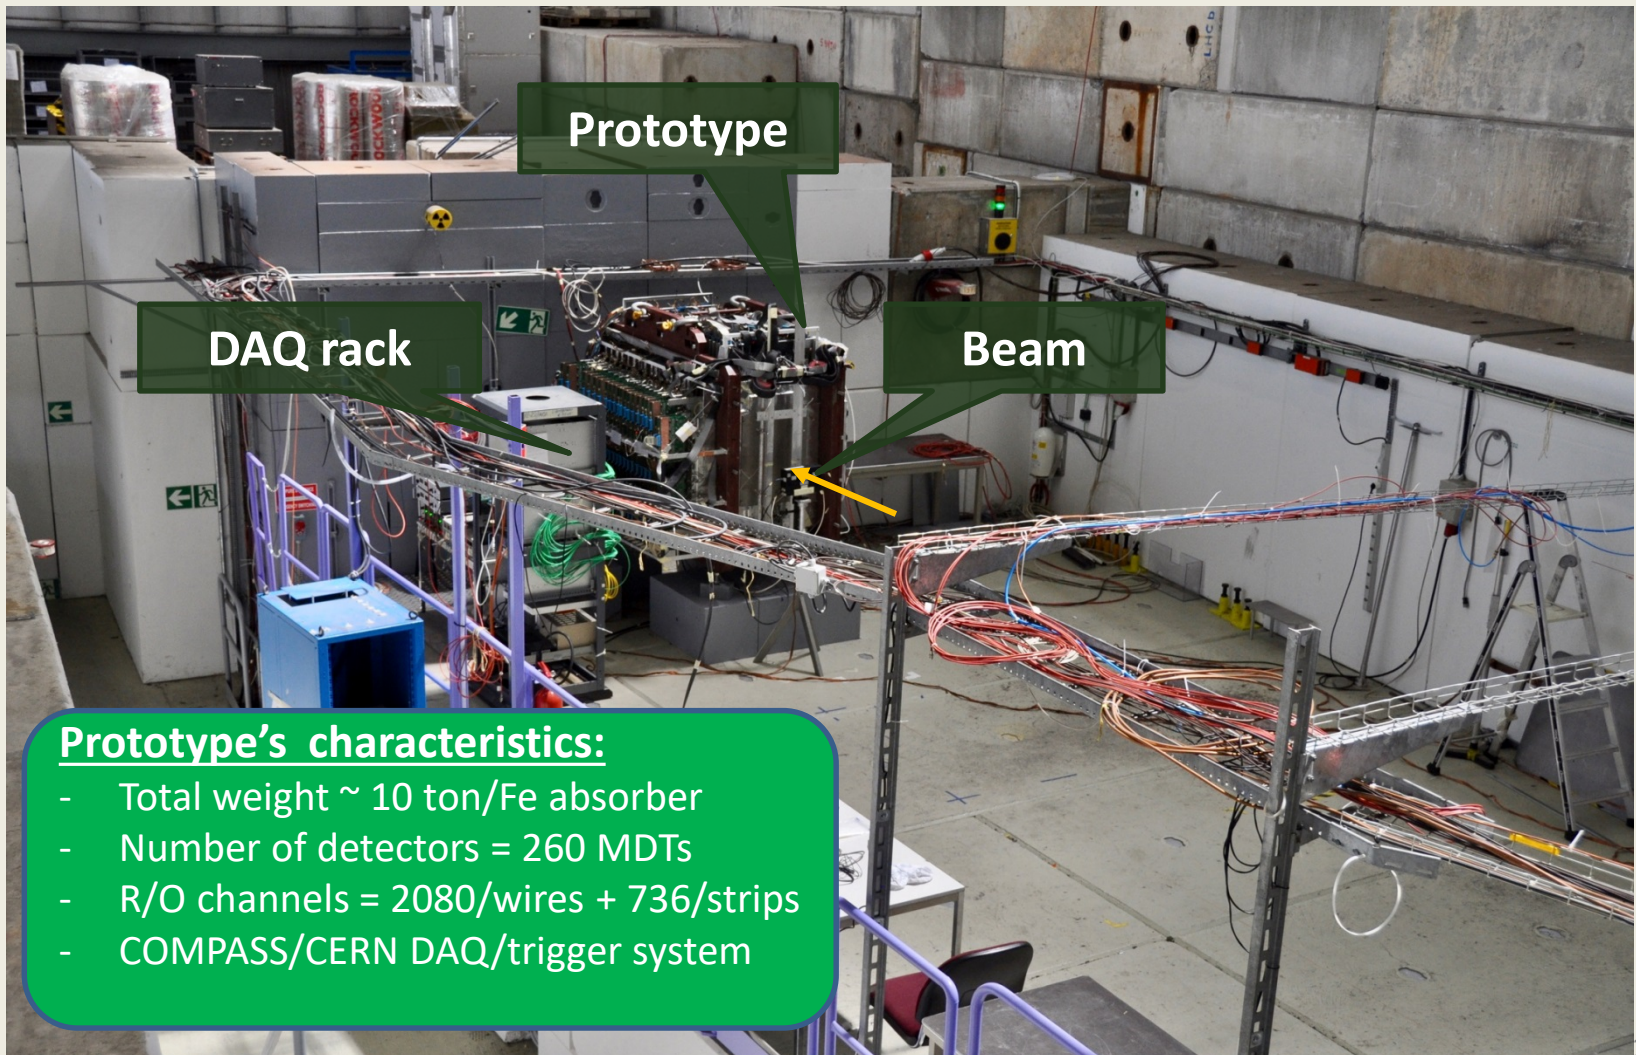 LHCb
Prototype
DAQ rack
Beam
Prototype's characteristics:
- Total weight ~ 10 ton/Fe absorber
- Number of detectors = 260 MDTs
- R/O channels = 2080/wires + 736/strips
- COMPASS/CERN DAQ/trigger system